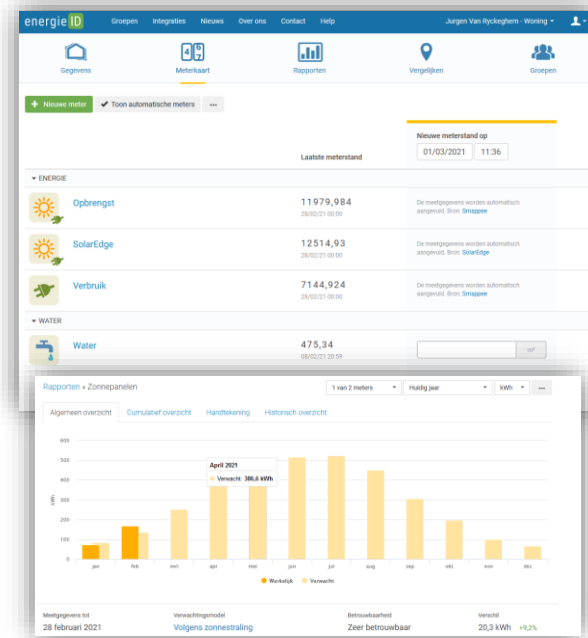 energie ID Groepen Integraties Nieuws Over ons Contact Help Jurgen Van Ryckeghem - Woning
Gegevens Meterkaart Rapporten Vergelijken Groepen
+ Nieuwe meter ✔ Toon automatische meters ...
Nieuwe meterstand op
01/03/2021 11:36
Laatste meterstand
ENERGIE
Opbrengst 11979,984 De meetgegevens worden automatisch
28/02/21 00:00 aangevuld. Bron: Smappee
SolarEdge 12514,93 De meetgegevens worden automatisch
28/02/21 00:00 aangevuld. Bron: SolarEdge
Verbruik 7144,924 De meetgegevens worden automatisch
28/02/21 00:00 aangevuld. Bron: Smappee
WATER
Water 475,34 m³
08/02/21 20:59
Rapporten » Zonnepanelen 1 van 2 meters Huidig jaar kWh ...
Algemeen overzicht Cumulatief overzicht Handtekening Historisch overzicht
600
500
April 2021
Verwacht: 386,6 kWh
400
300
kWh
200
100
0
jan feb mrt apr mei jun jul aug sep okt nov dec
Werkelijk Verwacht
Meetgegevens tot Verwachtingsmodel Betrouwbaarheid Verschil
28 februari 2021 Volgens zonnestraling Zeer betrouwbaar 20,3 kWh +9,2%